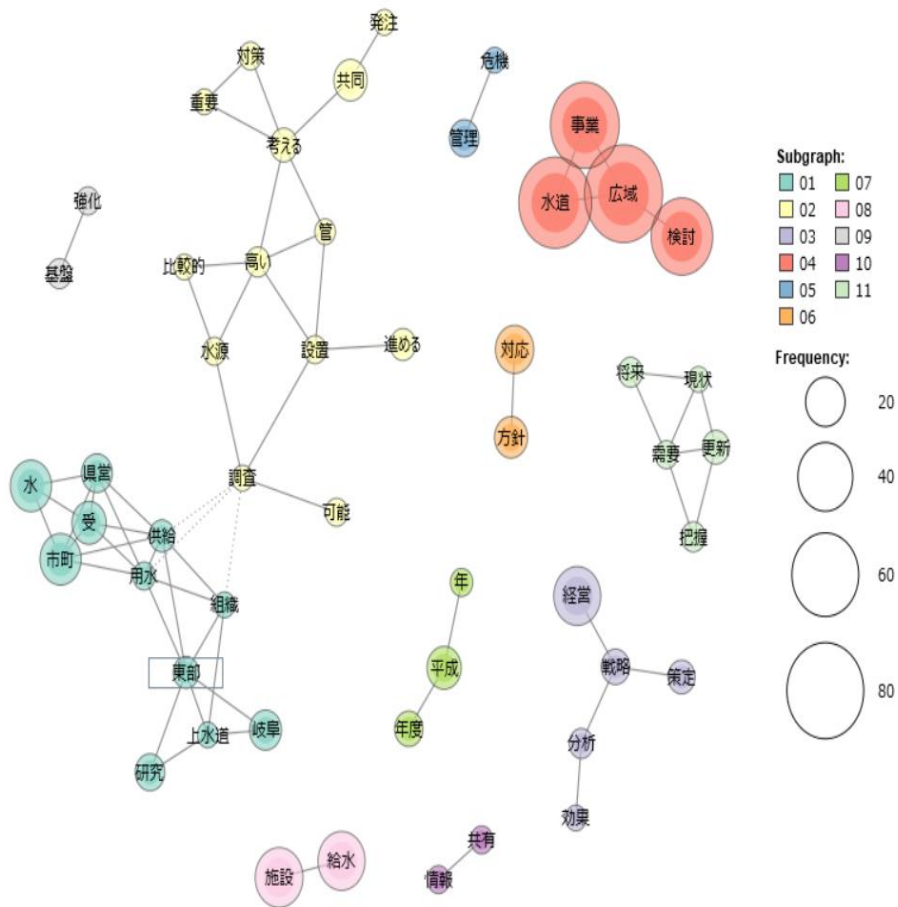 発注
対策
共同
重要
考える
危機
管理
事業
水道
広域
検討
強化
基盤
管
比較的
高い
水源
設置
進める
調査
可能
対応
方針
将来
現状
需要
更新
把握
水
県営
受
市町
供給
用水
組織
東部
上水道
岐阜
研究
年
平成
年度
経営
戦略
策定
分析
効果
施設
給水
共有
情報
Subgraph:
01 07
02 08
03 09
04 10
05 11
06
Frequency:
20
40
60
80